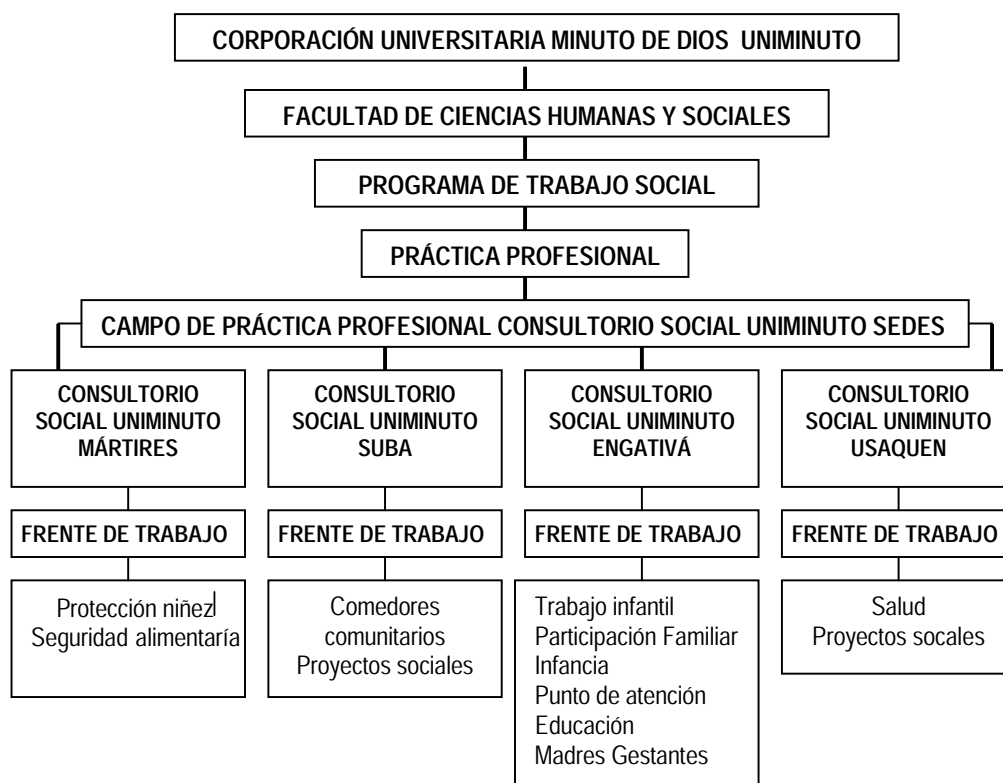 CORPORACIÓN UNIVERSITARIA MINUTO DE DIOS UNIMINUTO
FACULTAD DE CIENCIAS HUMANAS Y SOCIALES
PROGRAMA DE TRABAJO SOCIAL
PRÁCTICA PROFESIONAL
CAMPO DE PRÁCTICA PROFESIONAL CONSULTORIO SOCIAL UNIMINUTO SEDES
CONSULTORIO
SOCIAL UNIMINUTO
MÁRTIRES
CONSULTORIO
SOCIAL UNIMINUTO
SUBA
CONSULTORIO
SOCIAL UNIMINUTO
ENGATIVÁ
CONSULTORIO
SOCIAL UNIMINUTO
USAQUEN
FRENTE DE TRABAJO
FRENTE DE TRABAJO
FRENTE DE TRABAJO
FRENTE DE TRABAJO
Protección niñez
Seguridad alimentaría
Comedores
comunitarios
Proyectos sociales
Trabajo infantil
Participación Familiar
Infancia
Punto de atención
Educación
Madres Gestantes
Salud
Proyectos socales